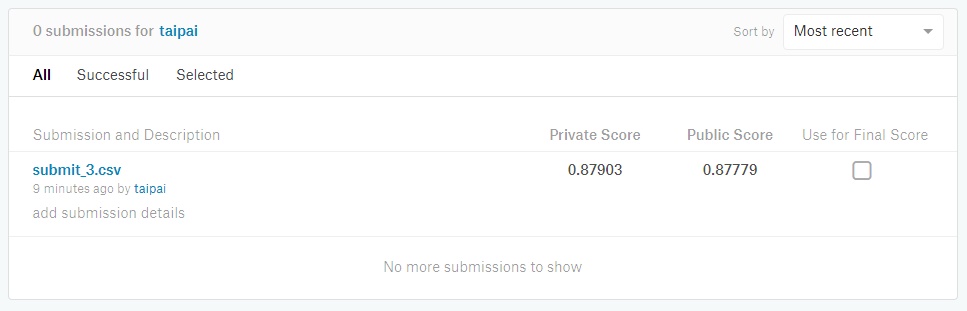 0 submissions for taipai
Sort by Most recent
All Successful Selected
Submission and Description Private Score Public Score Use for Final Score
submit_3.csv 0.87903 0.87779
9 minutes ago by taipai
add submission details
No more submissions to show